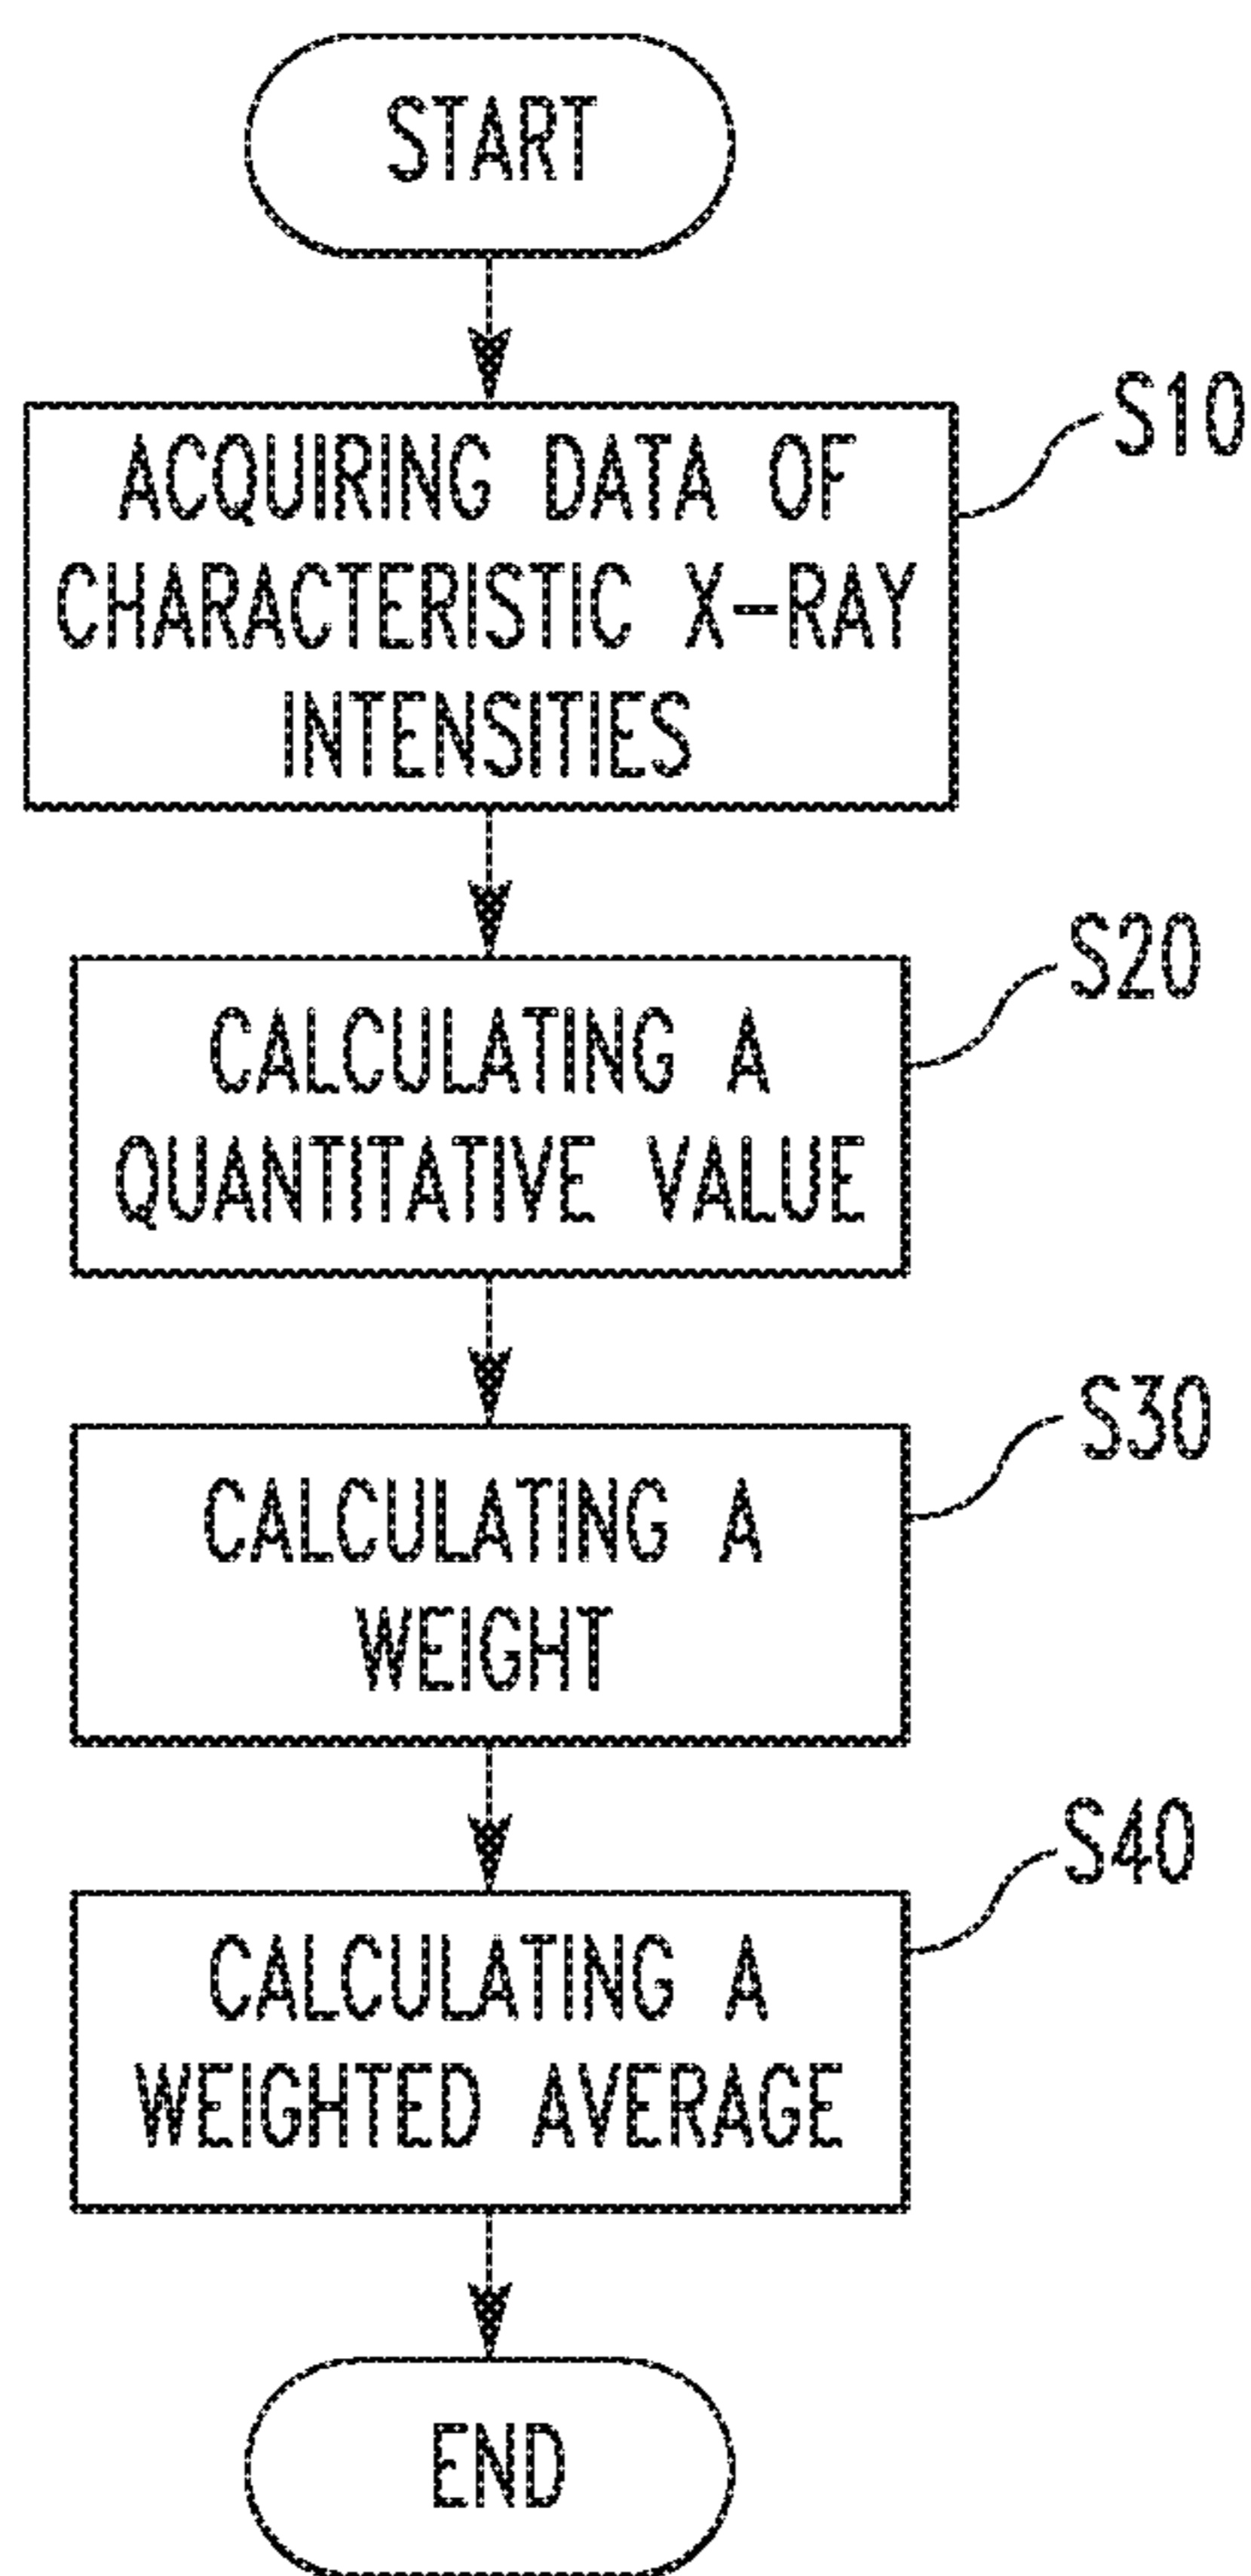 START
S10
ACQUIRING DATA OF
CHARACTERISTIC X-RAY
INTENSITIES
S20
CALCULATING A
QUANTITATIVE VALUE
S30
CALCULATING A
WEIGHT
S40
CALCULATING A
WEIGHTED AVERAGE
END